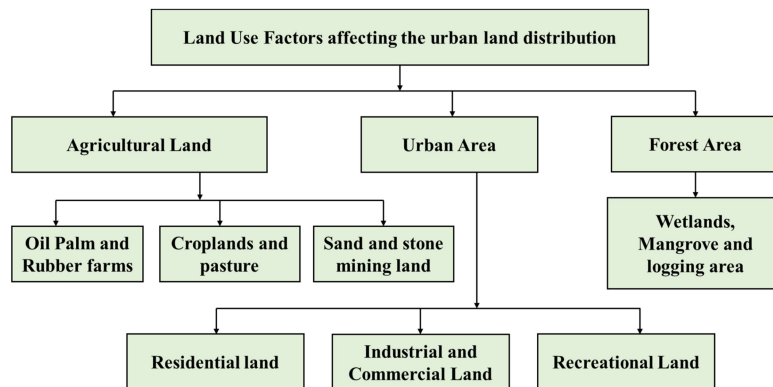 Land Use Factors affecting the urban land distribution
Agricultural Land
Urban Area
Forest Area
Oil Palm and
Rubber farms
Croplands and
pasture
Sand and stone
mining land
Wetlands,
Mangrove and
logging area
Residential land
Industrial and
Commercial Land
Recreational Land